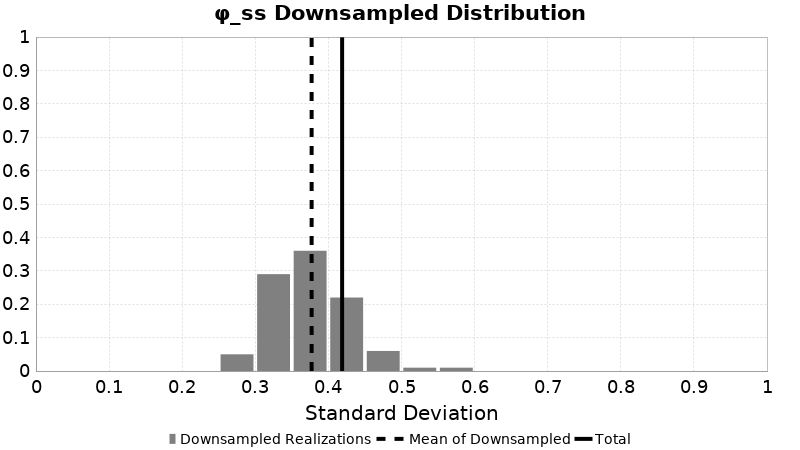 φ_ss Downsampled Distribution
1
0.9
0.8
0.7
0.6
0.5
0.4
0.3
0.2
0.1
0
0 0.1 0.2 0.3 0.4 0.5 0.6 0.7 0.8 0.9 1
Standard Deviation
Downsampled Realizations Mean of Downsampled Total